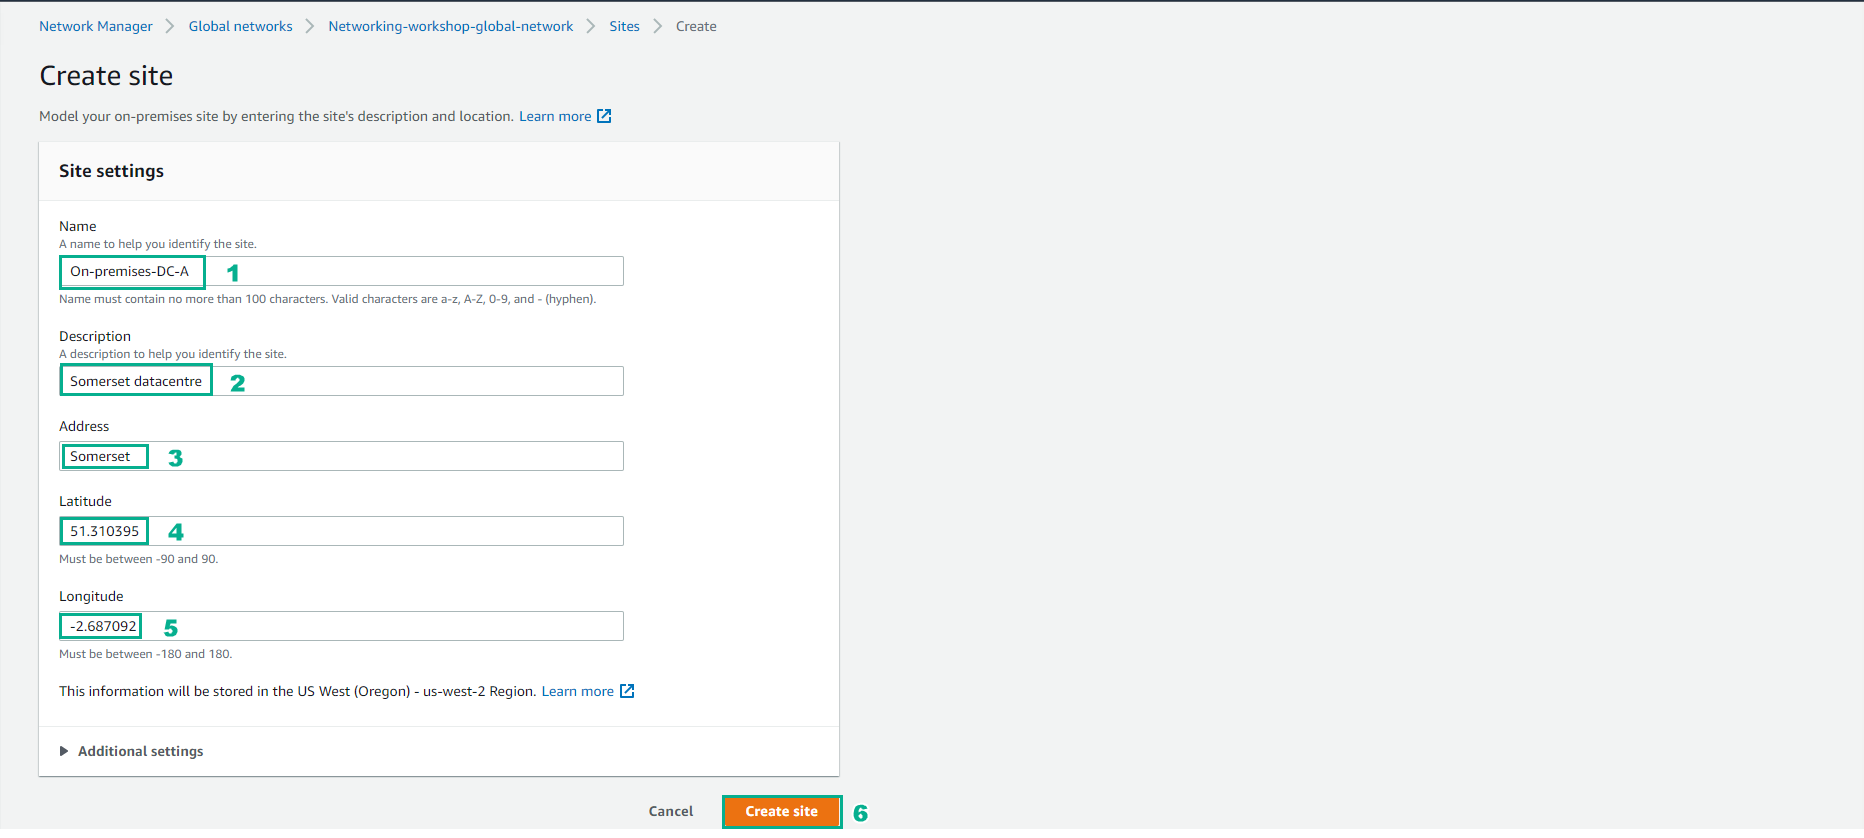 Network Manager > Global networks > Networking-workshop-global-network > Sites > Create
Create site
Model your on-premises site by entering the site's description and location. Learn more
Site settings
Name
A name to help you identify the site.
On-premises-DC-A 1
Name must contain no more than 100 characters. Valid characters are a-z, A-Z, 0-9, and - (hyphen).
Description
A description to help you identify the site.
Somerset datacentre 2
Address
Somerset 3
Latitude
51.310395 4
Must be between -90 and 90.
Longitude
-2.687092 5
Must be between -180 and 180.
This information will be stored in the US West (Oregon) - us-west-2 Region. Learn more
Additional settings
Cancel Create site 6